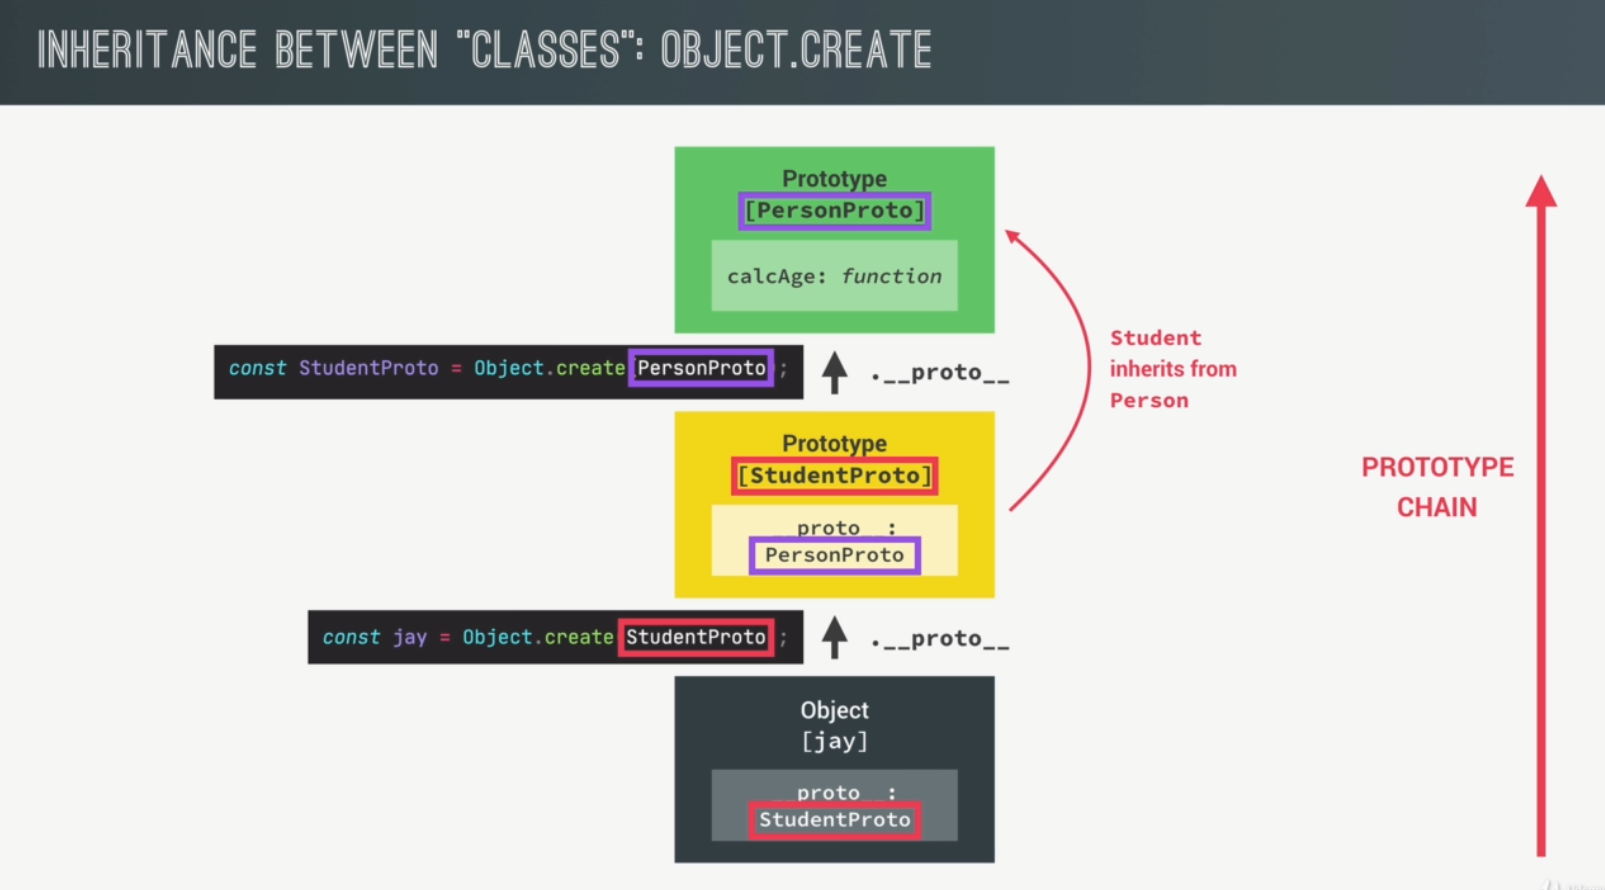 INHERITANCE BETWEEN "CLASSES": OBJECT.CREATE
Prototype
[PersonProto]
calcAge: function
const StudentProto = Object.create PersonProto ;
.__proto__
Student
inherits from
Person
Prototype
[StudentProto]
__proto__:
PersonProto
PROTOTYPE
CHAIN
const jay = Object.create StudentProto ;
.__proto__
Object
[jay]
__proto__:
StudentProto